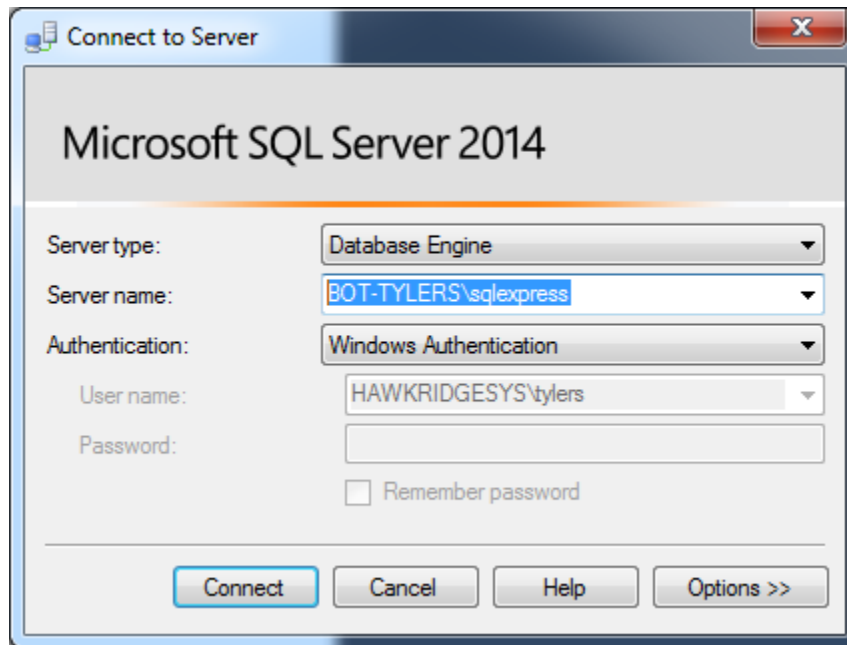 Connect to Server
Microsoft SQL Server 2014
Server type: Database Engine
Server name: BOT-TYLERS\sqlexpress
Authentication: Windows Authentication
User name: HAWKRIDGESYS\tylers
Password:
Remember password
Connect Cancel Help Options >>